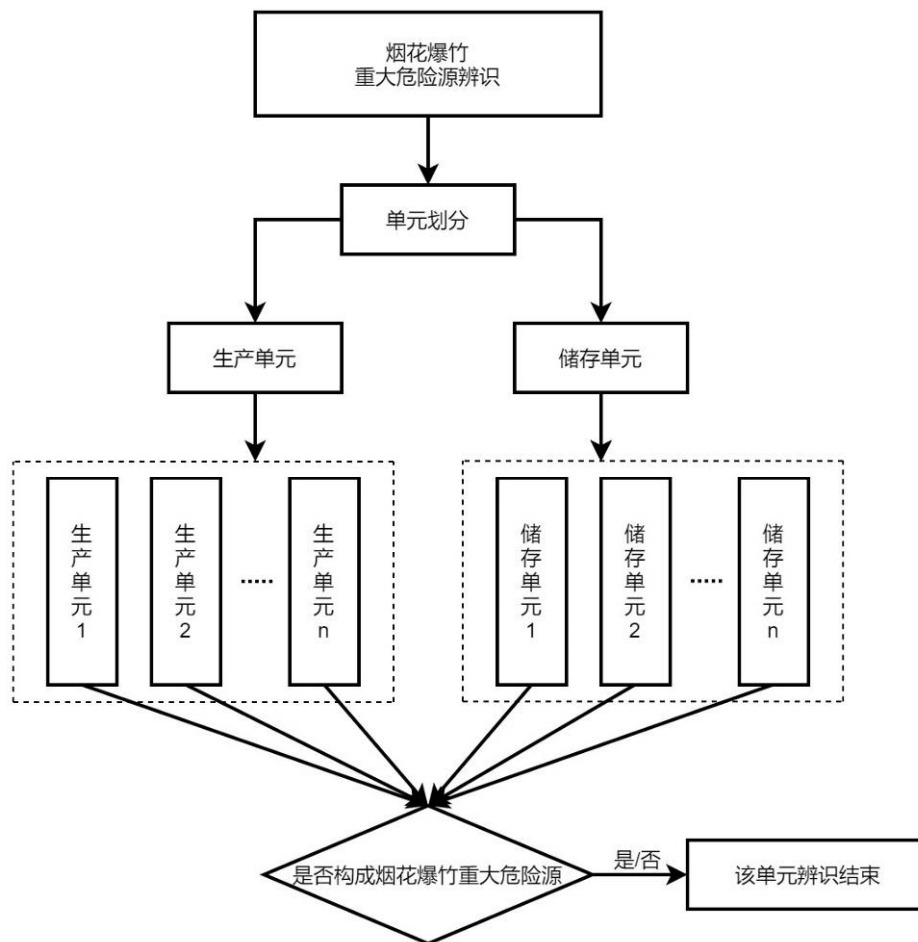 烟花爆竹
重大危险源辨识
单元划分
生产单元
储存单元
生产单元1
生产单元2
·····
生产单元n
储存单元1
储存单元2
·····
储存单元n
是否构成烟花爆竹重大危险源
是/否
该单元辨识结束